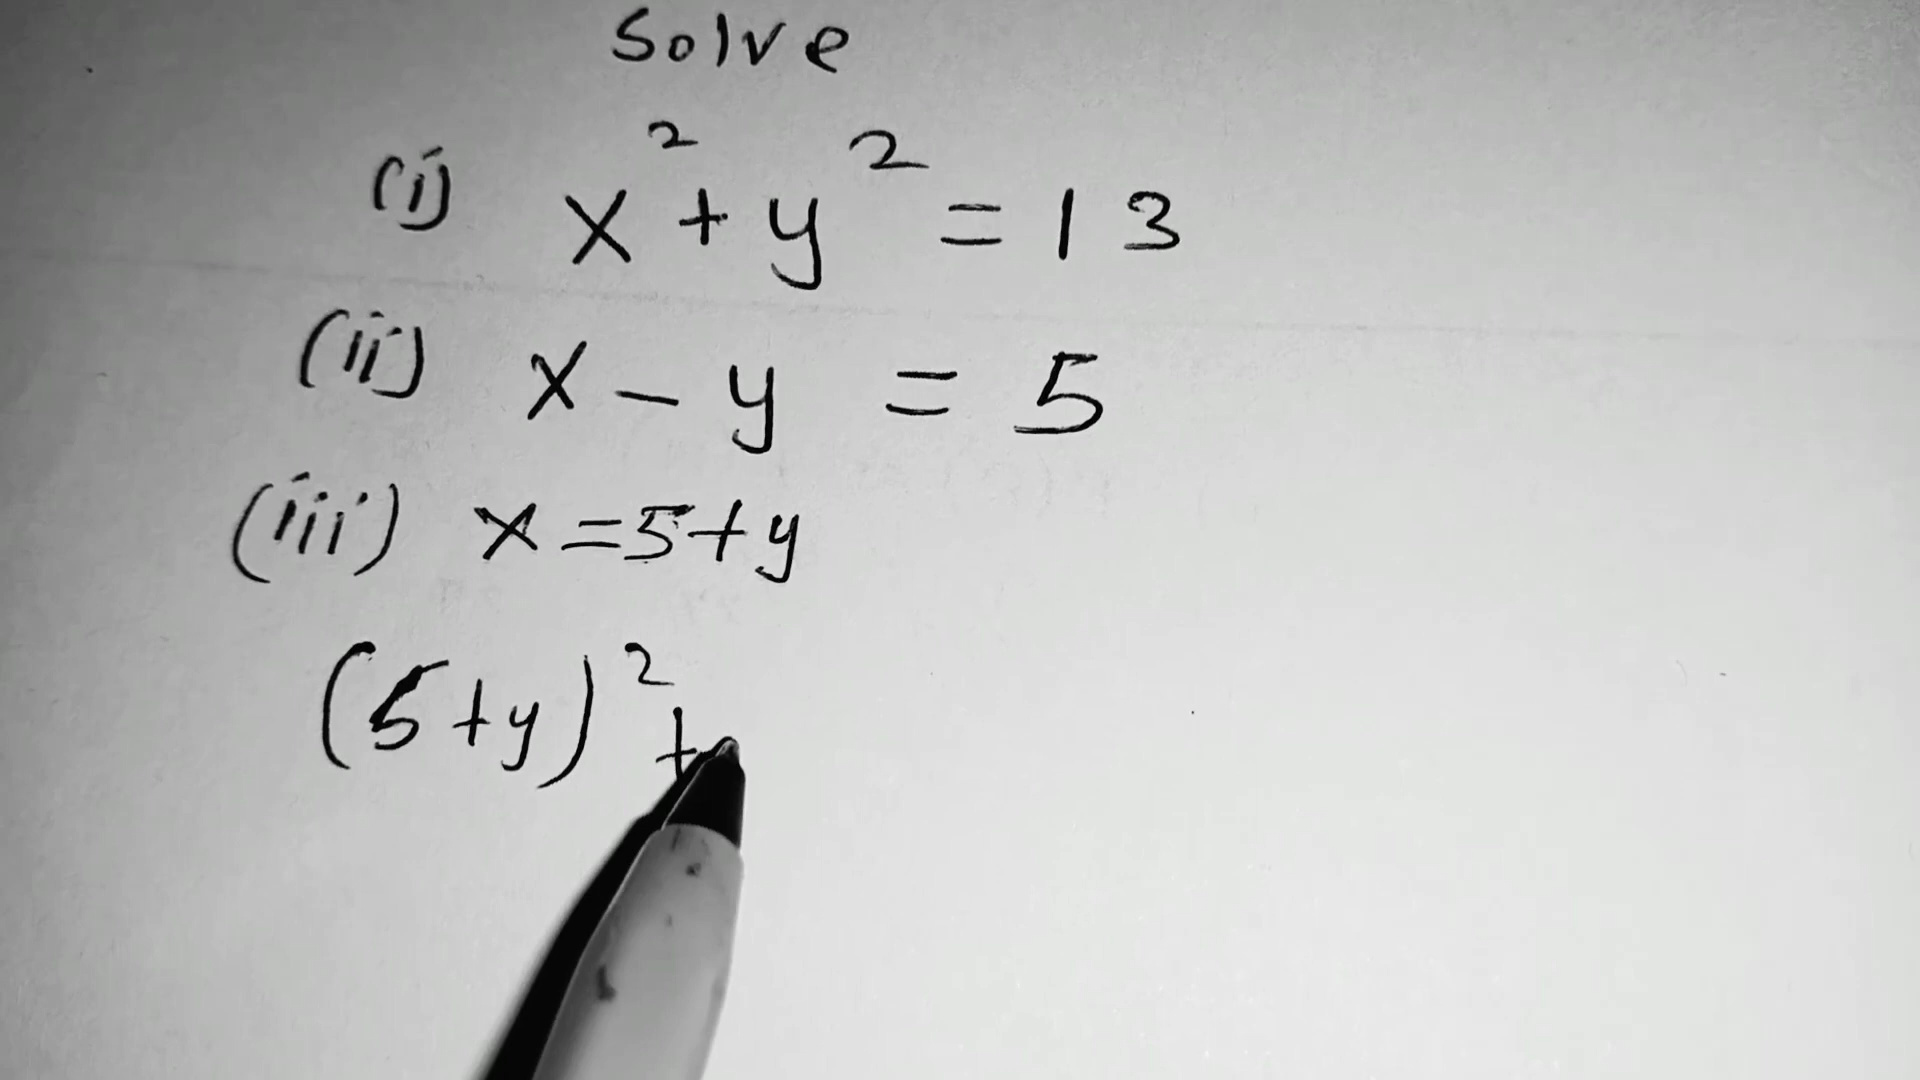 Solve
(i) x² + y² = 13
(ii) x - y = 5
(iii) x = 5 + y
(5 + y)² +